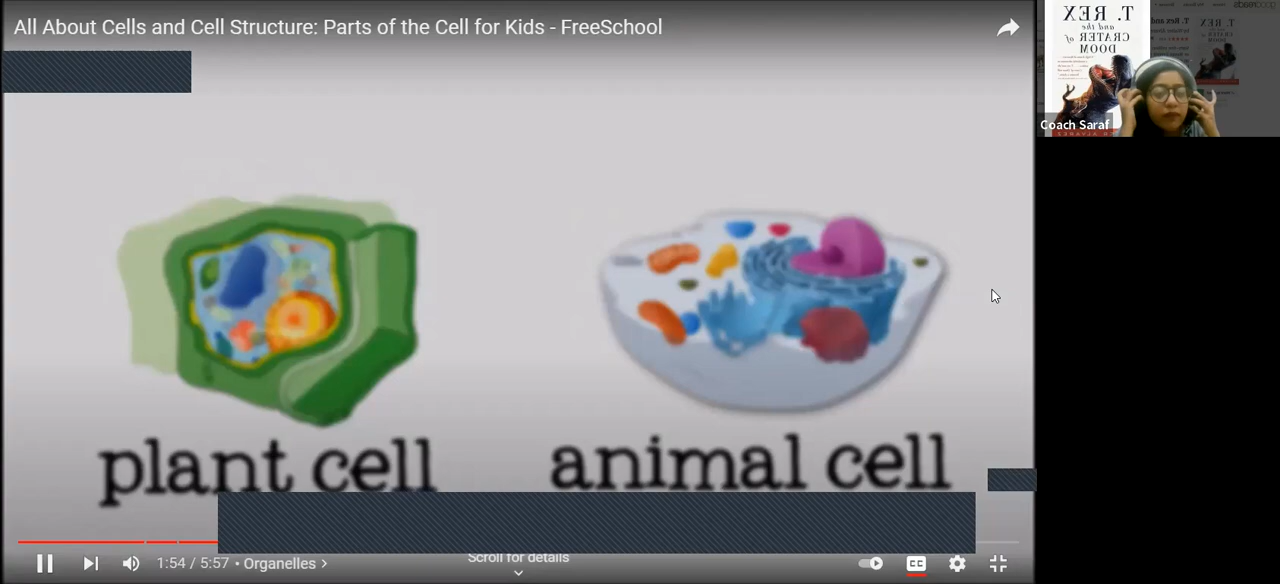 All About Cells and Cell Structure: Parts of the Cell for Kids - FreeSchool
T. REX
and the
CRATER of
DOOM
Coach Saraf
plant cell
animal cell
Scroll for details
1:54 / 5:57 • Organelles >
CC